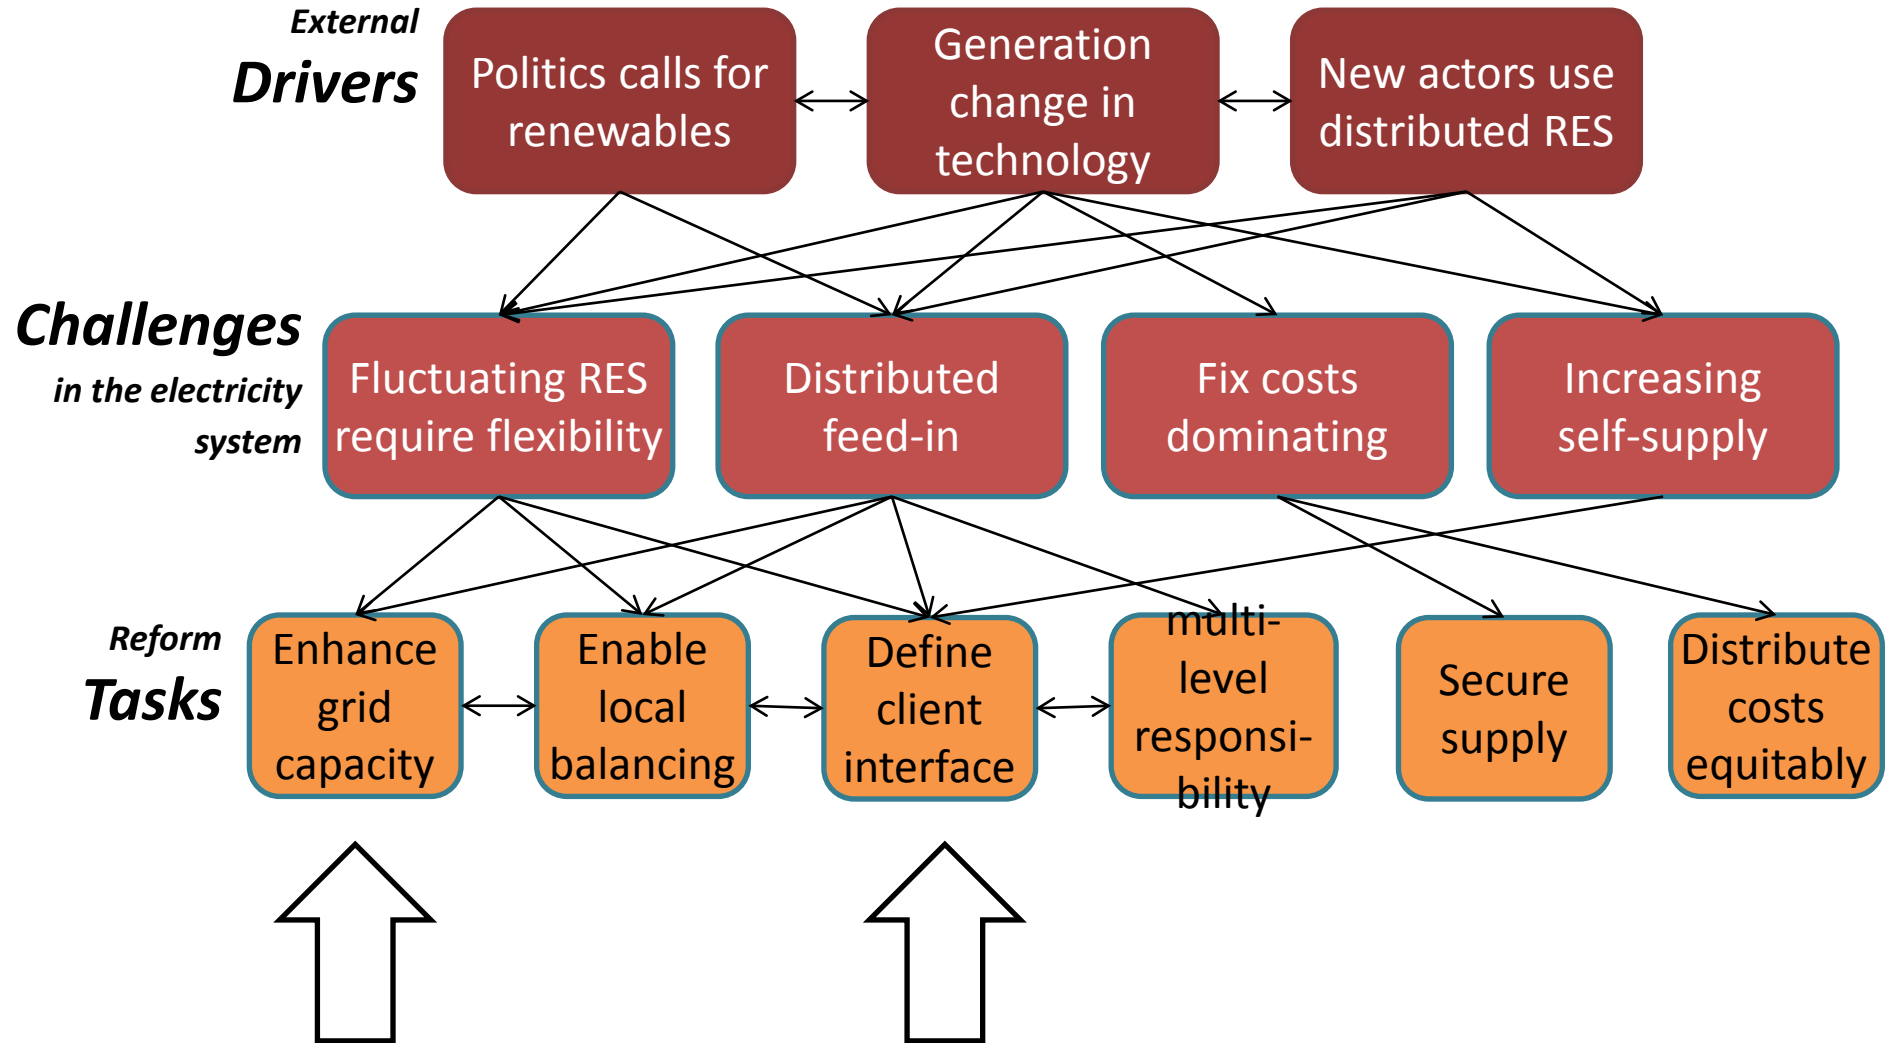 External
Drivers
Politics calls for
renewables
Generation
change in
technology
New actors use
distributed RES
Challenges
in the electricity
system
Fluctuating RES
require flexibility
Distributed
feed-in
Fix costs
dominating
Increasing
self-supply
Reform
Tasks
Enhance
grid
capacity
Enable
local
balancing
Define
client
interface
multi-
level
responsi-
bility
Secure
supply
Distribute
costs
equitably